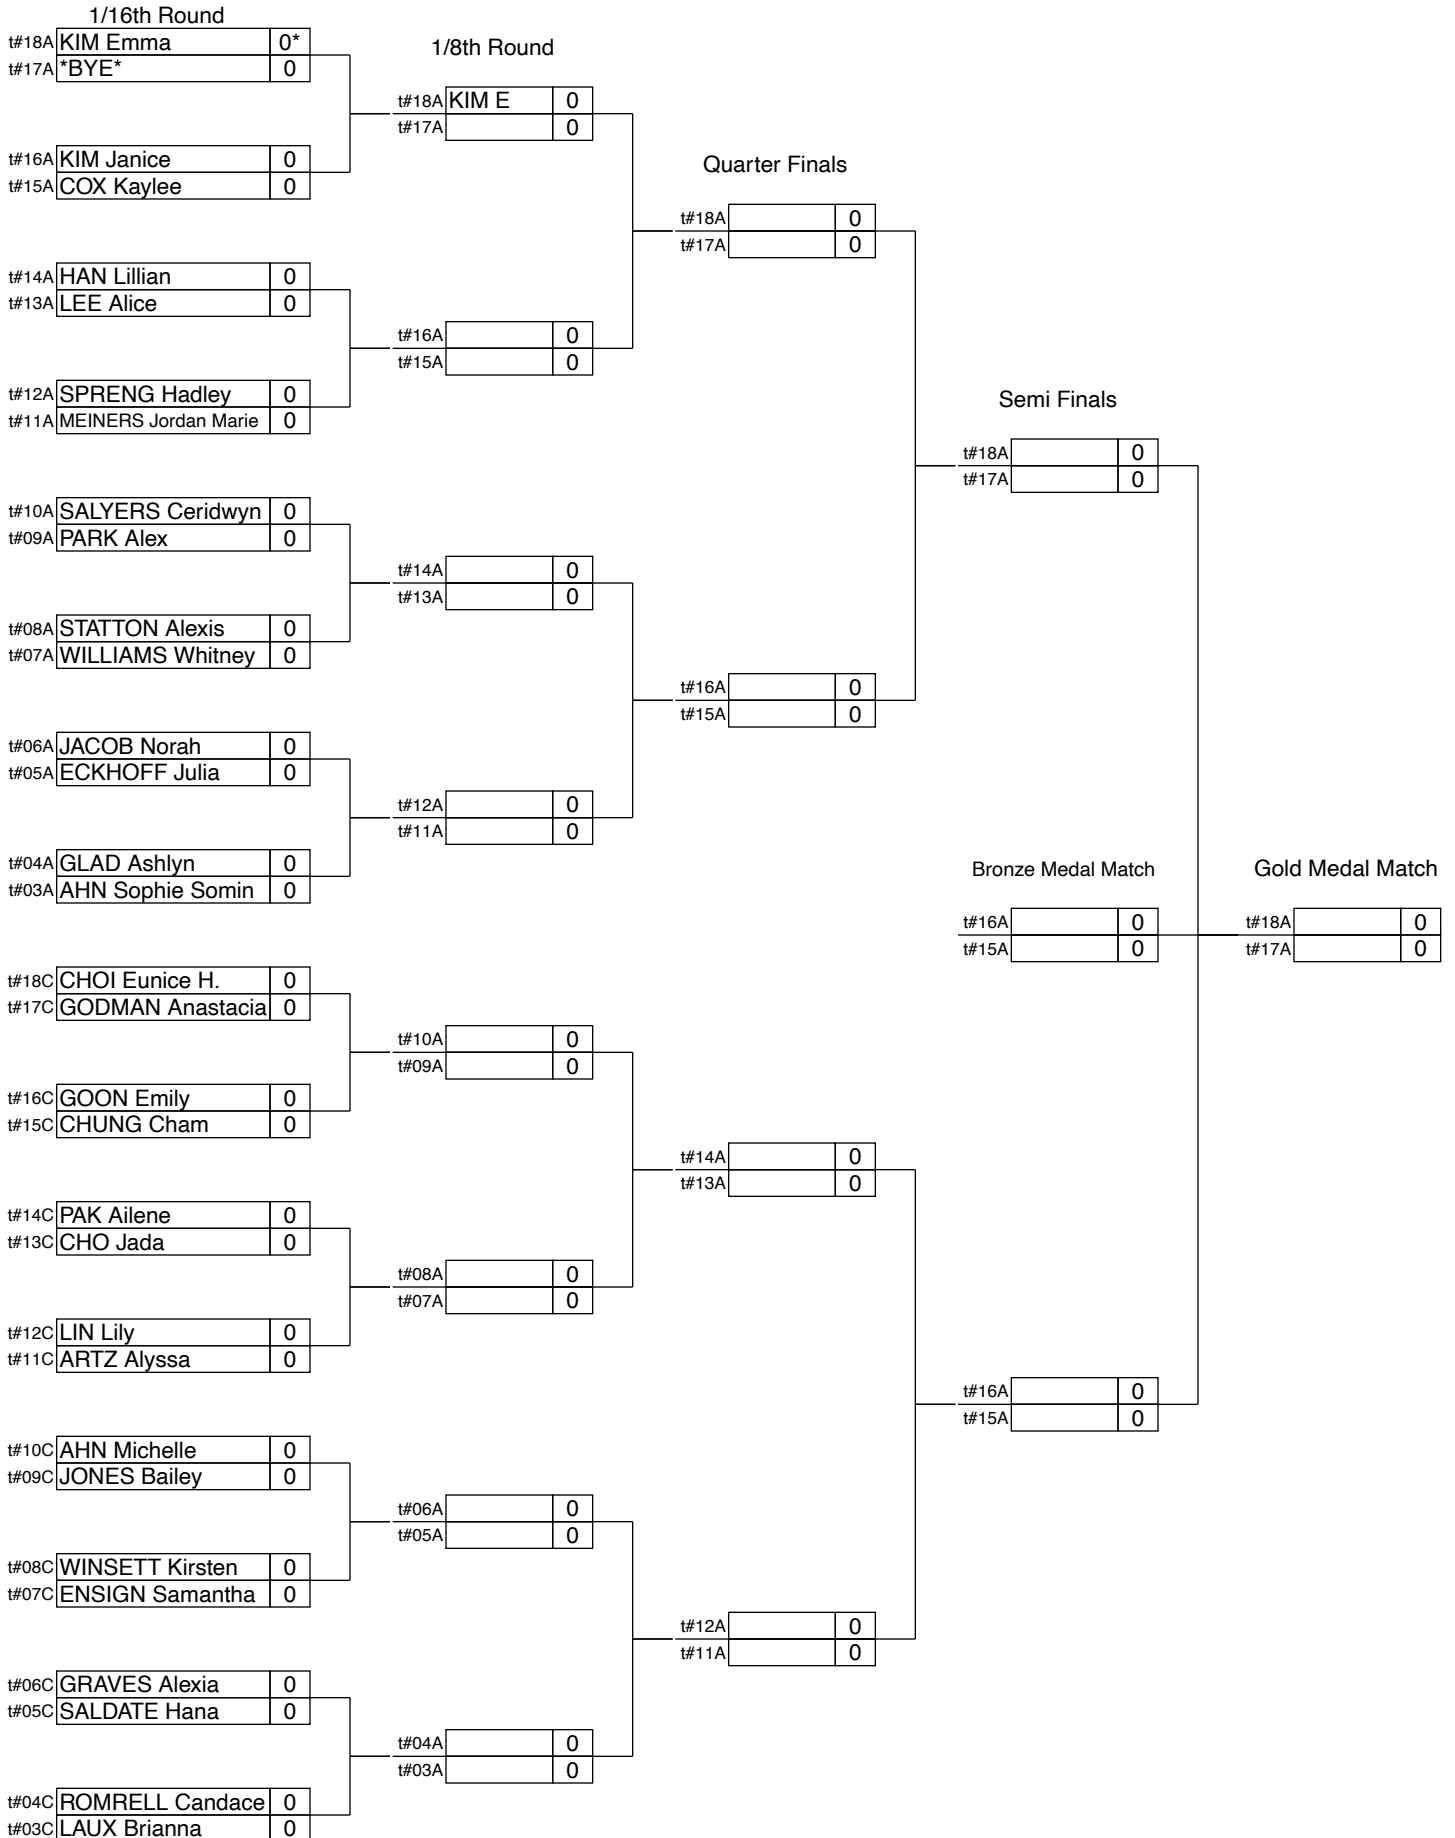 1/16th Round
t#18A KIM Emma 0*
t#17A *BYE* 0
t#16A KIM Janice 0
t#15A COX Kaylee 0
t#14A HAN Lillian 0
t#13A LEE Alice 0
t#12A SPRENG Hadley 0
t#11A MEINERS Jordan Marie 0
t#10A SALYERS Ceridwyn 0
t#09A PARK Alex 0
t#08A STATTON Alexis 0
t#07A WILLIAMS Whitney 0
t#06A JACOB Norah 0
t#05A ECKHOFF Julia 0
t#04A GLAD Ashlyn 0
t#03A AHN Sophie Somin 0
t#18C CHOI Eunice H. 0
t#17C GODMAN Anastacia 0
t#16C GOON Emily 0
t#15C CHUNG Cham 0
t#14C PAK Ailene 0
t#13C CHO Jada 0
t#12C LIN Lily 0
t#11C ARTZ Alyssa 0
t#10C AHN Michelle 0
t#09C JONES Bailey 0
t#08C WINSETT Kirsten 0
t#07C ENSIGN Samantha 0
t#06C GRAVES Alexia 0
t#05C SALDATE Hana 0
t#04C ROMRELL Candace 0
t#03C LAUX Brianna 0
1/8th Round
t#18A KIM E 0
t#17A 0
t#16A 0
t#15A 0
t#14A 0
t#13A 0
t#12A 0
t#11A 0
t#10A 0
t#09A 0
t#08A 0
t#07A 0
t#06A 0
t#05A 0
t#04A 0
t#03A 0
Quarter Finals
t#18A 0
t#17A 0
t#16A 0
t#15A 0
t#14A 0
t#13A 0
t#12A 0
t#11A 0
Semi Finals
t#18A 0
t#17A 0
t#16A 0
t#15A 0
Bronze Medal Match
t#16A 0
t#15A 0
Gold Medal Match
t#18A 0
t#17A 0